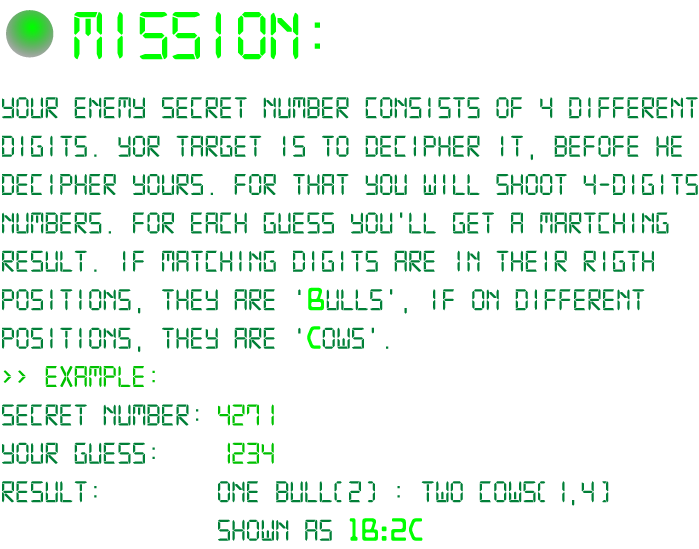 MISSION:
YOUR ENEMY SECRET NUMBER CONSISTS OF 4 DIFFERENT
DIGITS. YOR TARGET IS TO DECIPHER IT, BEFOFE HE
DECIPHER YOURS. FOR THAT YOU WILL SHOOT 4-DIGITS
NUMBERS. FOR EACH GUESS YOU'LL GET A MARTCHING
RESULT. IF MATCHING DIGITS ARE IN THEIR RIGTH
POSITIONS, THEY ARE 'BULLS', IF ON DIFFERENT
POSITIONS, THEY ARE 'COWS'.
>> EXAMPLE:
SECRET NUMBER: 4271
YOUR GUESS: 1234
RESULT: ONE BULL(2) : TWO COWS(1,4)
SHOWN AS 1B:2C